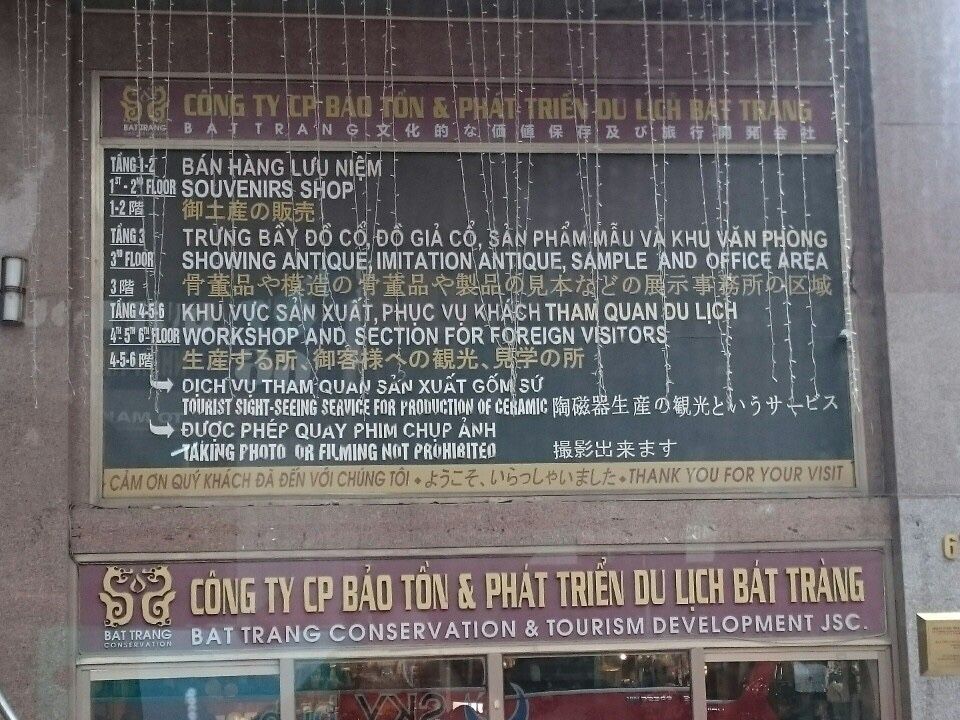 CÔNG TY CP BẢO TỒN & PHÁT TRIỂN DU LỊCH BÁT TRÀNG
BAT TRANG
BAT TRANG 文化的な価値保存及び旅行開発会社
TẦNG 1-2 BÁN HÀNG LƯU NIỆM
1ST - 2ND FLOOR SOUVENIRS SHOP
1-2 階 御土産の販売
TẦNG 3 TRƯNG BẦY ĐỒ CỔ, ĐỒ GIẢ CỔ, SẢN PHẨM MẪU VÀ KHU VĂN PHÒNG
3RD FLOOR SHOWING ANTIQUE, IMITATION ANTIQUE, SAMPLE AND OFFICE AREA
3 階 骨董品や模造の骨董品や製品の見本などの展示事務所の区域
TẦNG 4-5-6 KHU VỰC SẢN XUẤT, PHỤC VỤ KHÁCH THAM QUAN DU LỊCH
4TH 5TH 6TH FLOOR WORKSHOP AND SECTION FOR FOREIGN VISITORS
4-5-6 階 生産する所、御客様への観光、見学の所
DỊCH VỤ THAM QUAN SẢN XUẤT GỐM SỨ
TOURIST SIGHT-SEEING SERVICE FOR PRODUCTION OF CERAMIC 陶磁器生産の観光というサービス
ĐƯỢC PHÉP QUAY PHIM CHỤP ẢNH
TAKING PHOTO OR FILMING NOT PROHIBITED 撮影出来ます
CẢM ƠN QUÝ KHÁCH ĐÃ ĐẾN VỚI CHÚNG TÔI • ようこそ、いらっしゃいました • THANK YOU FOR YOUR VISIT
CÔNG TY CP BẢO TỒN & PHÁT TRIỂN DU LỊCH BÁT TRÀNG
BAT TRANG
CONSERVATION
BAT TRANG CONSERVATION & TOURISM DEVELOPMENT JSC.